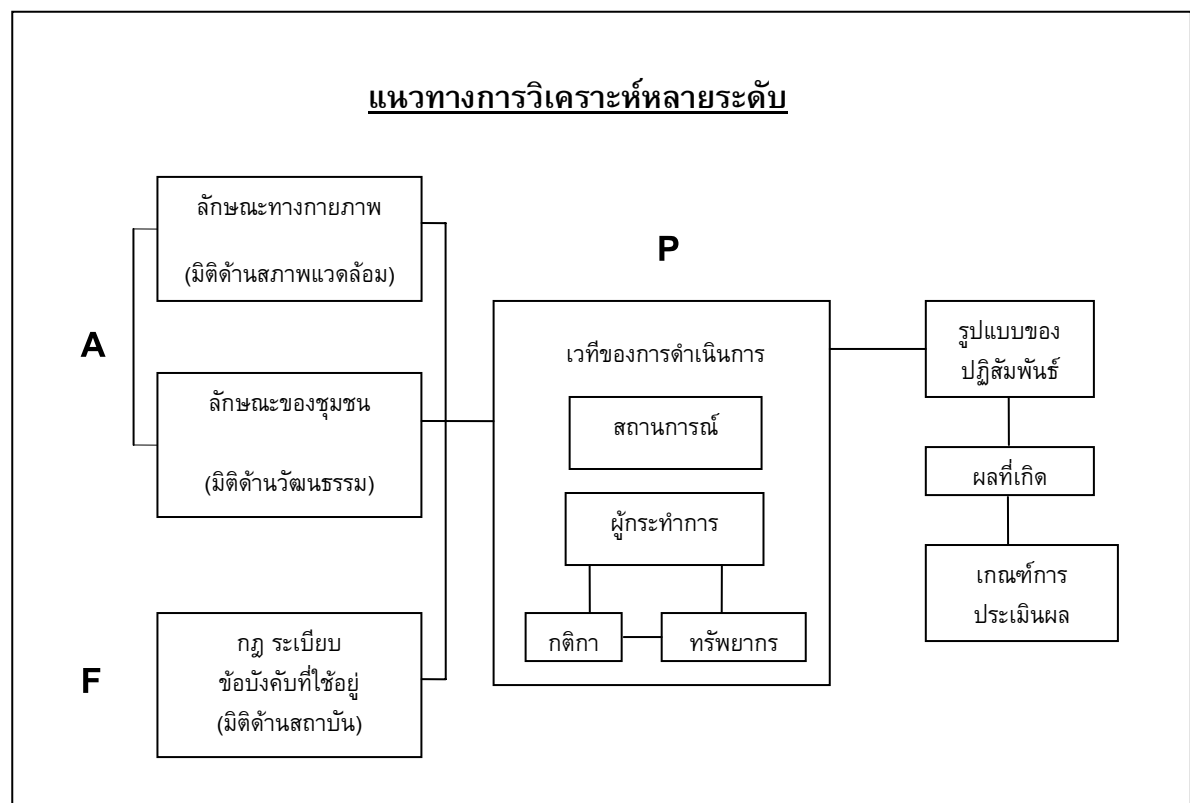 แนวทางการวิเคราะห์หลายระดับ
ลักษณะทางกายภาพ
(มิติด้านสภาพแวดล้อม)
A
ลักษณะของชุมชน
(มิติด้านวัฒนธรรม)
F
กฎ ระเบียบ
ข้อบังคับที่ใช้อยู่
(มิติด้านสถาบัน)
P
เวทีของการดำเนินการ
สถานการณ์
ผู้กระทำการ
กติกา
ทรัพยากร
รูปแบบของ
ปฏิสัมพันธ์
ผลที่เกิด
เกณฑ์การ
ประเมินผล